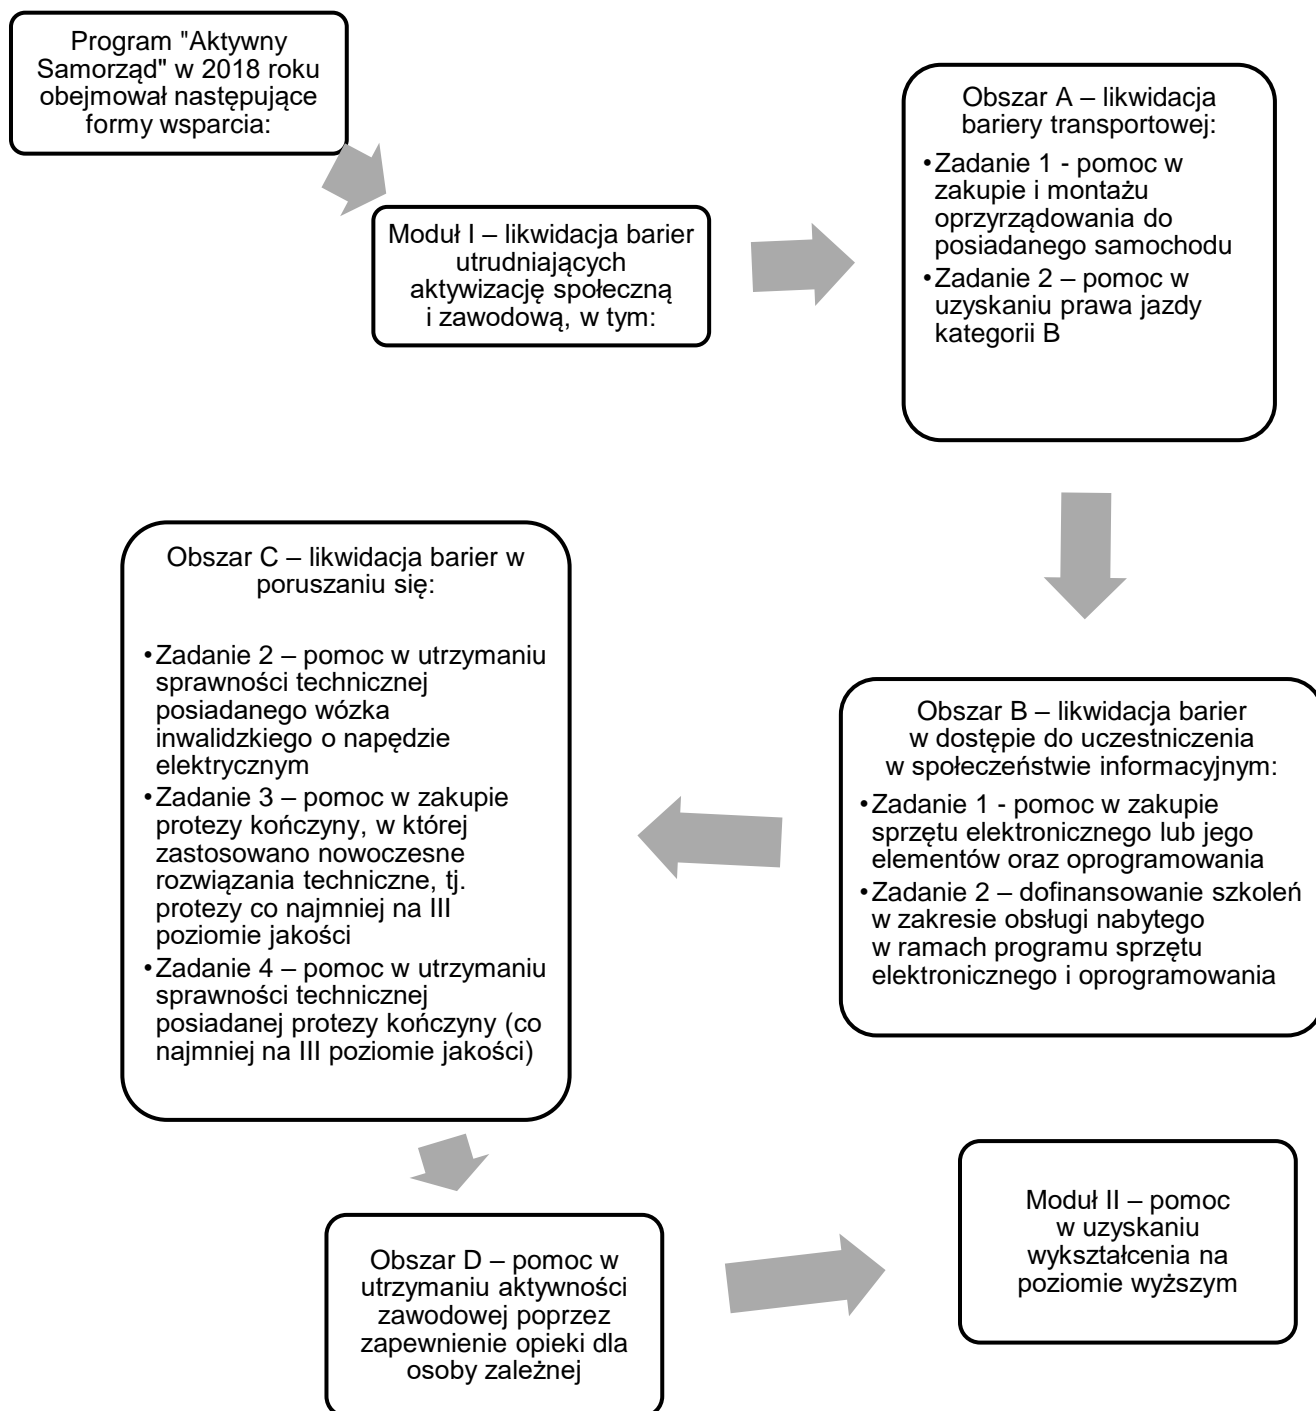 Program "Aktywny
Samorząd" w 2018 roku
obejmował następujące
formy wsparcia:
Moduł I – likwidacja barier
utrudniających
aktywizację społeczną
i zawodową, w tym:
Obszar A – likwidacja
bariery transportowej:
•Zadanie 1 - pomoc w
zakupie i montażu
oprzyrządowania do
posiadanego samochodu
•Zadanie 2 – pomoc w
uzyskaniu prawa jazdy
kategorii B
Obszar B – likwidacja barier
w dostępie do uczestniczenia
w społeczeństwie informacyjnym:
•Zadanie 1 - pomoc w zakupie
sprzętu elektronicznego lub jego
elementów oraz oprogramowania
•Zadanie 2 – dofinansowanie szkoleń
w zakresie obsługi nabytego
w ramach programu sprzętu
elektronicznego i oprogramowania
Obszar C – likwidacja barier w
poruszaniu się:
•Zadanie 2 – pomoc w utrzymaniu
sprawności technicznej
posiadanego wózka
inwalidzkiego o napędzie
elektrycznym
•Zadanie 3 – pomoc w zakupie
protezy kończyny, w której
zastosowano nowoczesne
rozwiązania techniczne, tj.
protezy co najmniej na III
poziomie jakości
•Zadanie 4 – pomoc w utrzymaniu
sprawności technicznej
posiadanej protezy kończyny (co
najmniej na III poziomie jakości)
Obszar D – pomoc w
utrzymaniu aktywności
zawodowej poprzez
zapewnienie opieki dla
osoby zależnej
Moduł II – pomoc
w uzyskaniu
wykształcenia na
poziomie wyższym